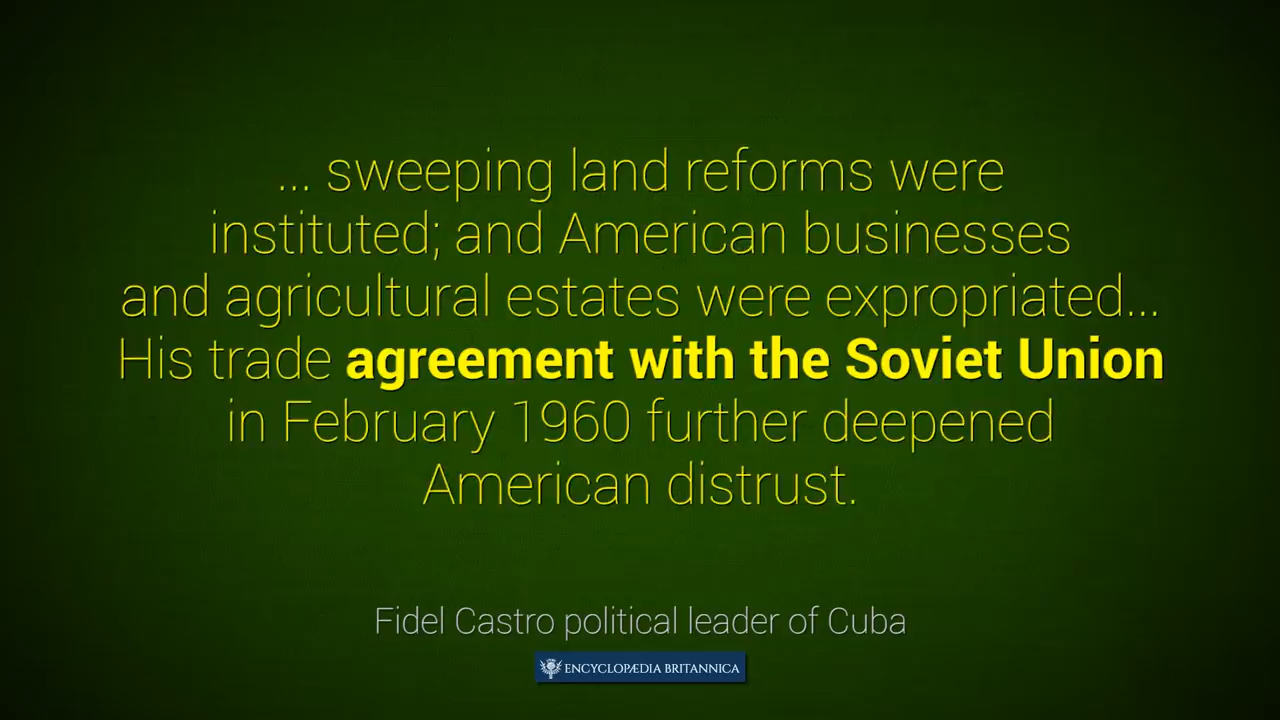 ... sweeping land reforms were
instituted; and American businesses
and agricultural estates were expropriated...
His trade agreement with the Soviet Union
in February 1960 further deepened
American distrust.
Fidel Castro political leader of Cuba
ENCYCLOPÆDIA BRITANNICA